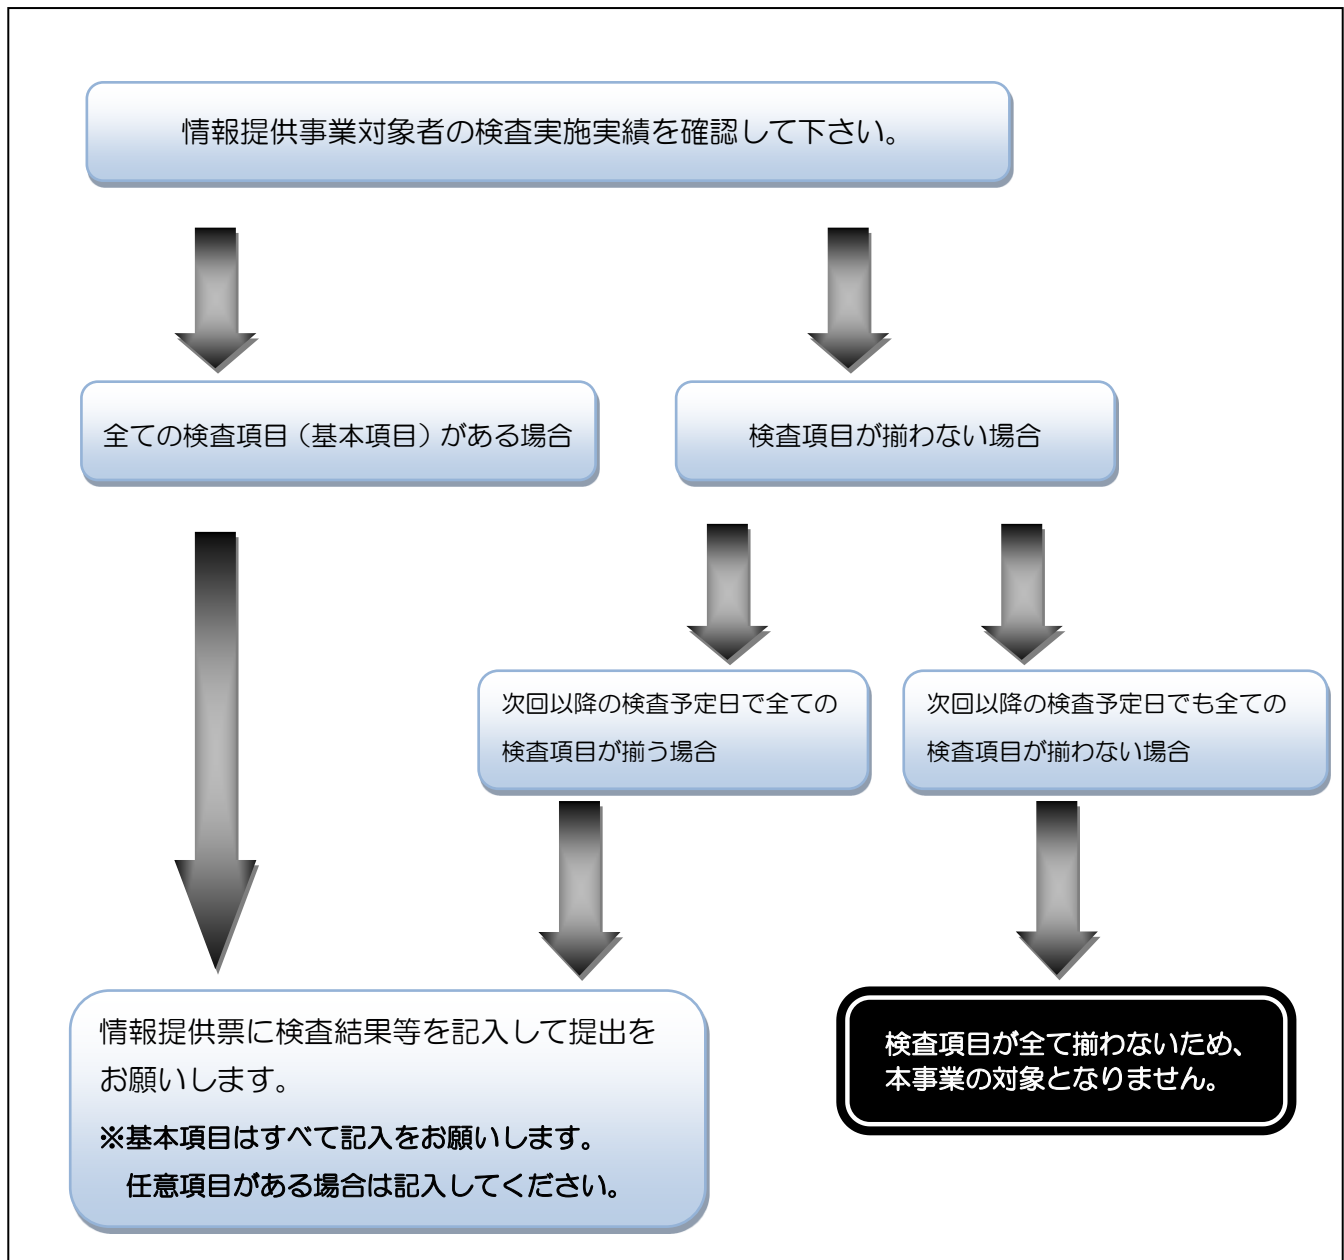 情報提供事業対象者の検査実施実績を確認して下さい。
全ての検査項目（基本項目）がある場合
検査項目が揃わない場合
次回以降の検査予定日で全ての
検査項目が揃う場合
次回以降の検査予定日でも全ての
検査項目が揃わない場合
情報提供票に検査結果等を記入して提出を
お願いします。
※基本項目はすべて記入をお願いします。
任意項目がある場合は記入してください。
検査項目が全て揃わないため、
本事業の対象となりません。